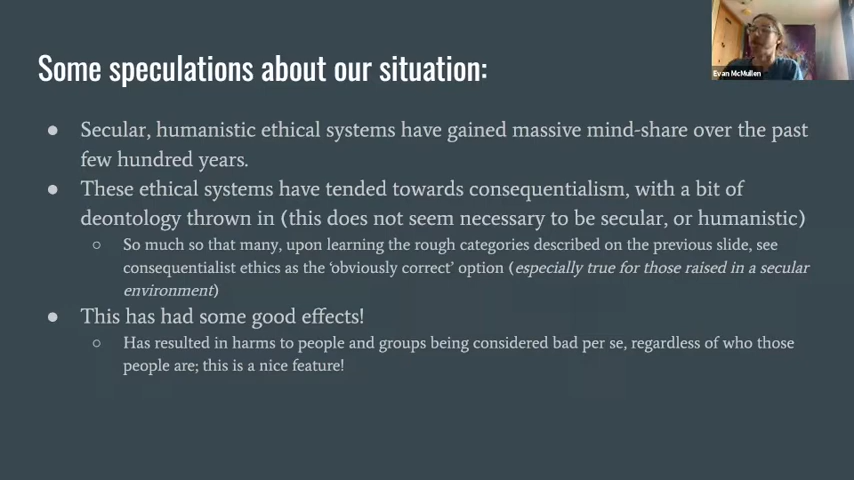 Some speculations about our situation:
Evan McMullen
● Secular, humanistic ethical systems have gained massive mind-share over the past
few hundred years.
● These ethical systems have tended towards consequentialism, with a bit of
deontology thrown in (this does not seem necessary to be secular, or humanistic)
○ So much so that many, upon learning the rough categories described on the previous slide, see
consequentialist ethics as the ‘obviously correct’ option (especially true for those raised in a secular
environment)
● This has had some good effects!
○ Has resulted in harms to people and groups being considered bad per se, regardless of who those
people are; this is a nice feature!